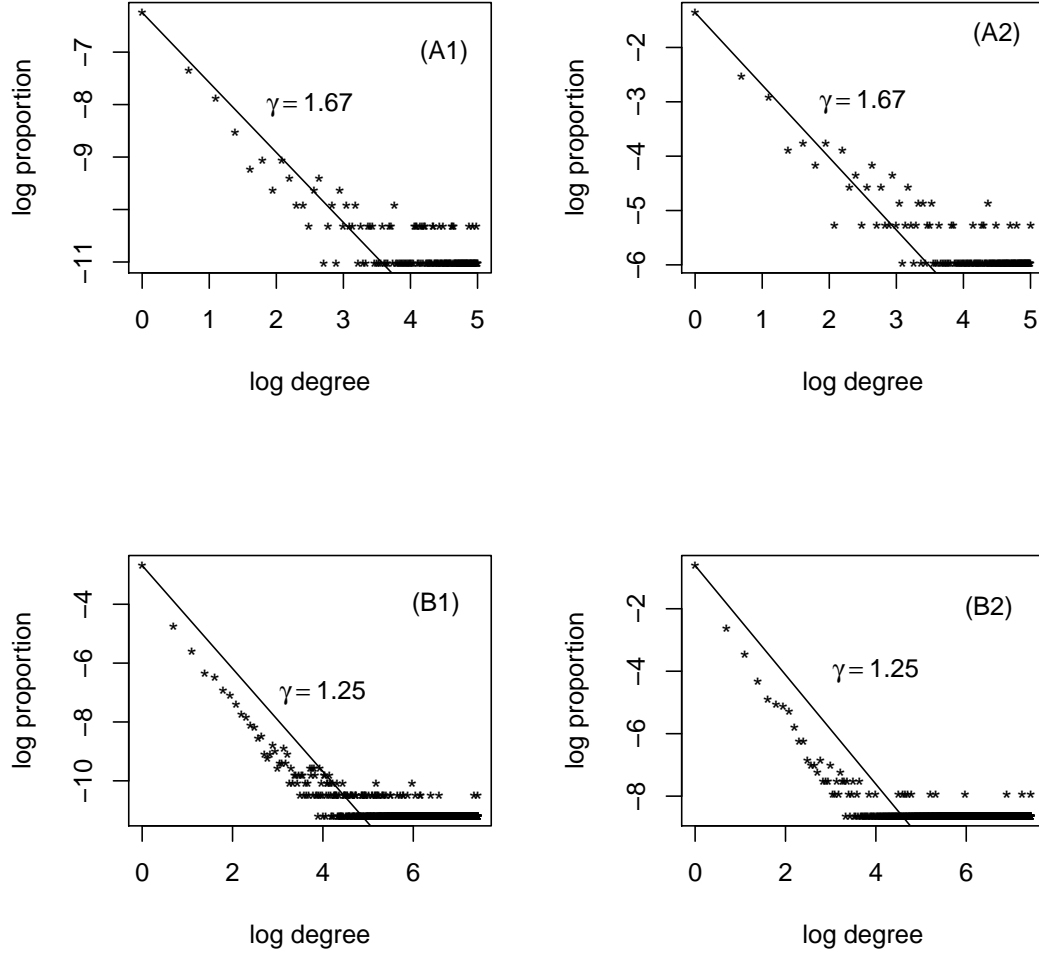 (A1)
γ = 1.67
log proportion
−7
−8
−9
−11
0 1 2 3 4 5
log degree
(A2)
γ = 1.67
log proportion
−2
−3
−4
−5
−6
0 1 2 3 4 5
log degree
(B1)
γ = 1.25
log proportion
−4
−6
−8
−10
0 2 4 6
log degree
(B2)
γ = 1.25
log proportion
−2
−4
−6
−8
0 2 4 6
log degree